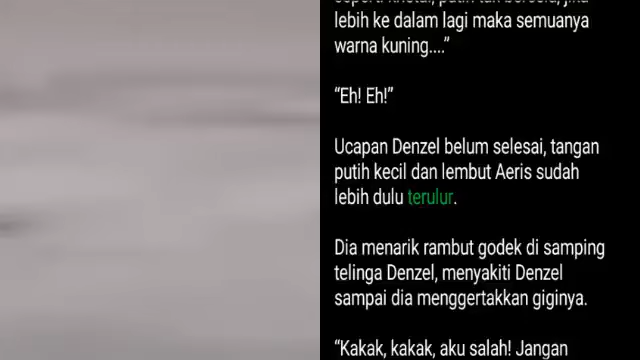 lebih ke dalam lagi maka semuanya
warna kuning....”
“Eh! Eh!”
Ucapan Denzel belum selesai, tangan
putih kecil dan lembut Aeris sudah
lebih dulu terulur.
Dia menarik rambut godek di samping
telinga Denzel, menyakiti Denzel
sampai dia menggertakkan giginya.
“Kakak, kakak, aku salah! Jangan